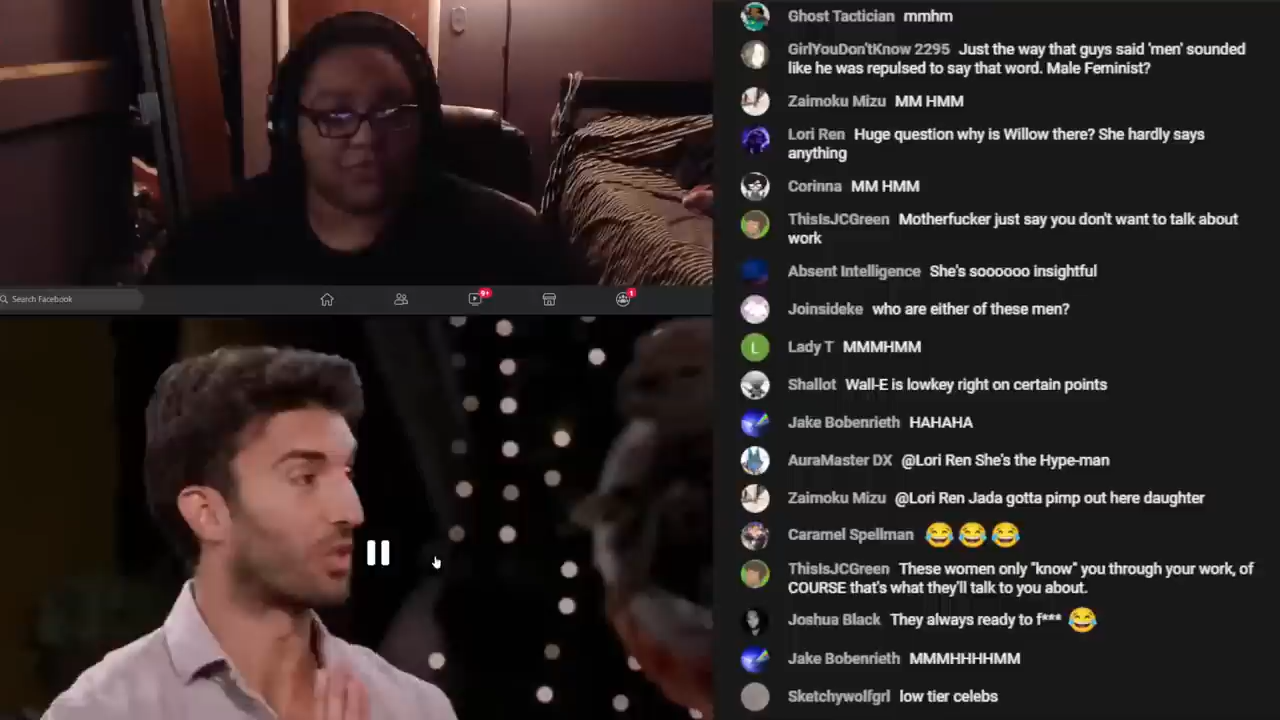 Ghost Tactician mmhm
GirlYouDon'tKnow 2295 Just the way that guys said 'men' sounded
like he was repulsed to say that word. Male Feminist?
Zaimoku Mizu MM HMM
Lori Ren Huge question why is Willow there? She hardly says
anything
Corinna MM HMM
ThisIsJCGreen Motherfucker just say you don't want to talk about
work
Absent Intelligence She's soooooo insightful
Joinsideke who are either of these men?
L
Lady T MMMHMM
Shallot Wall-E is lowkey right on certain points
Jake Bobenrieth HAHAHA
AuraMaster DX @Lori Ren She's the Hype-man
Zaimoku Mizu @Lori Ren Jada gotta pimp out here daughter
Caramel Spellman 😂 😂 😂
ThisIsJCGreen These women only "know" you through your work, of
COURSE that's what they'll talk to you about.
Joshua Black They always ready to f*** 😂
Jake Bobenrieth MMMHHHHMM
Sketchywolfgrl low tier celebs
Search Facebook
9+
1